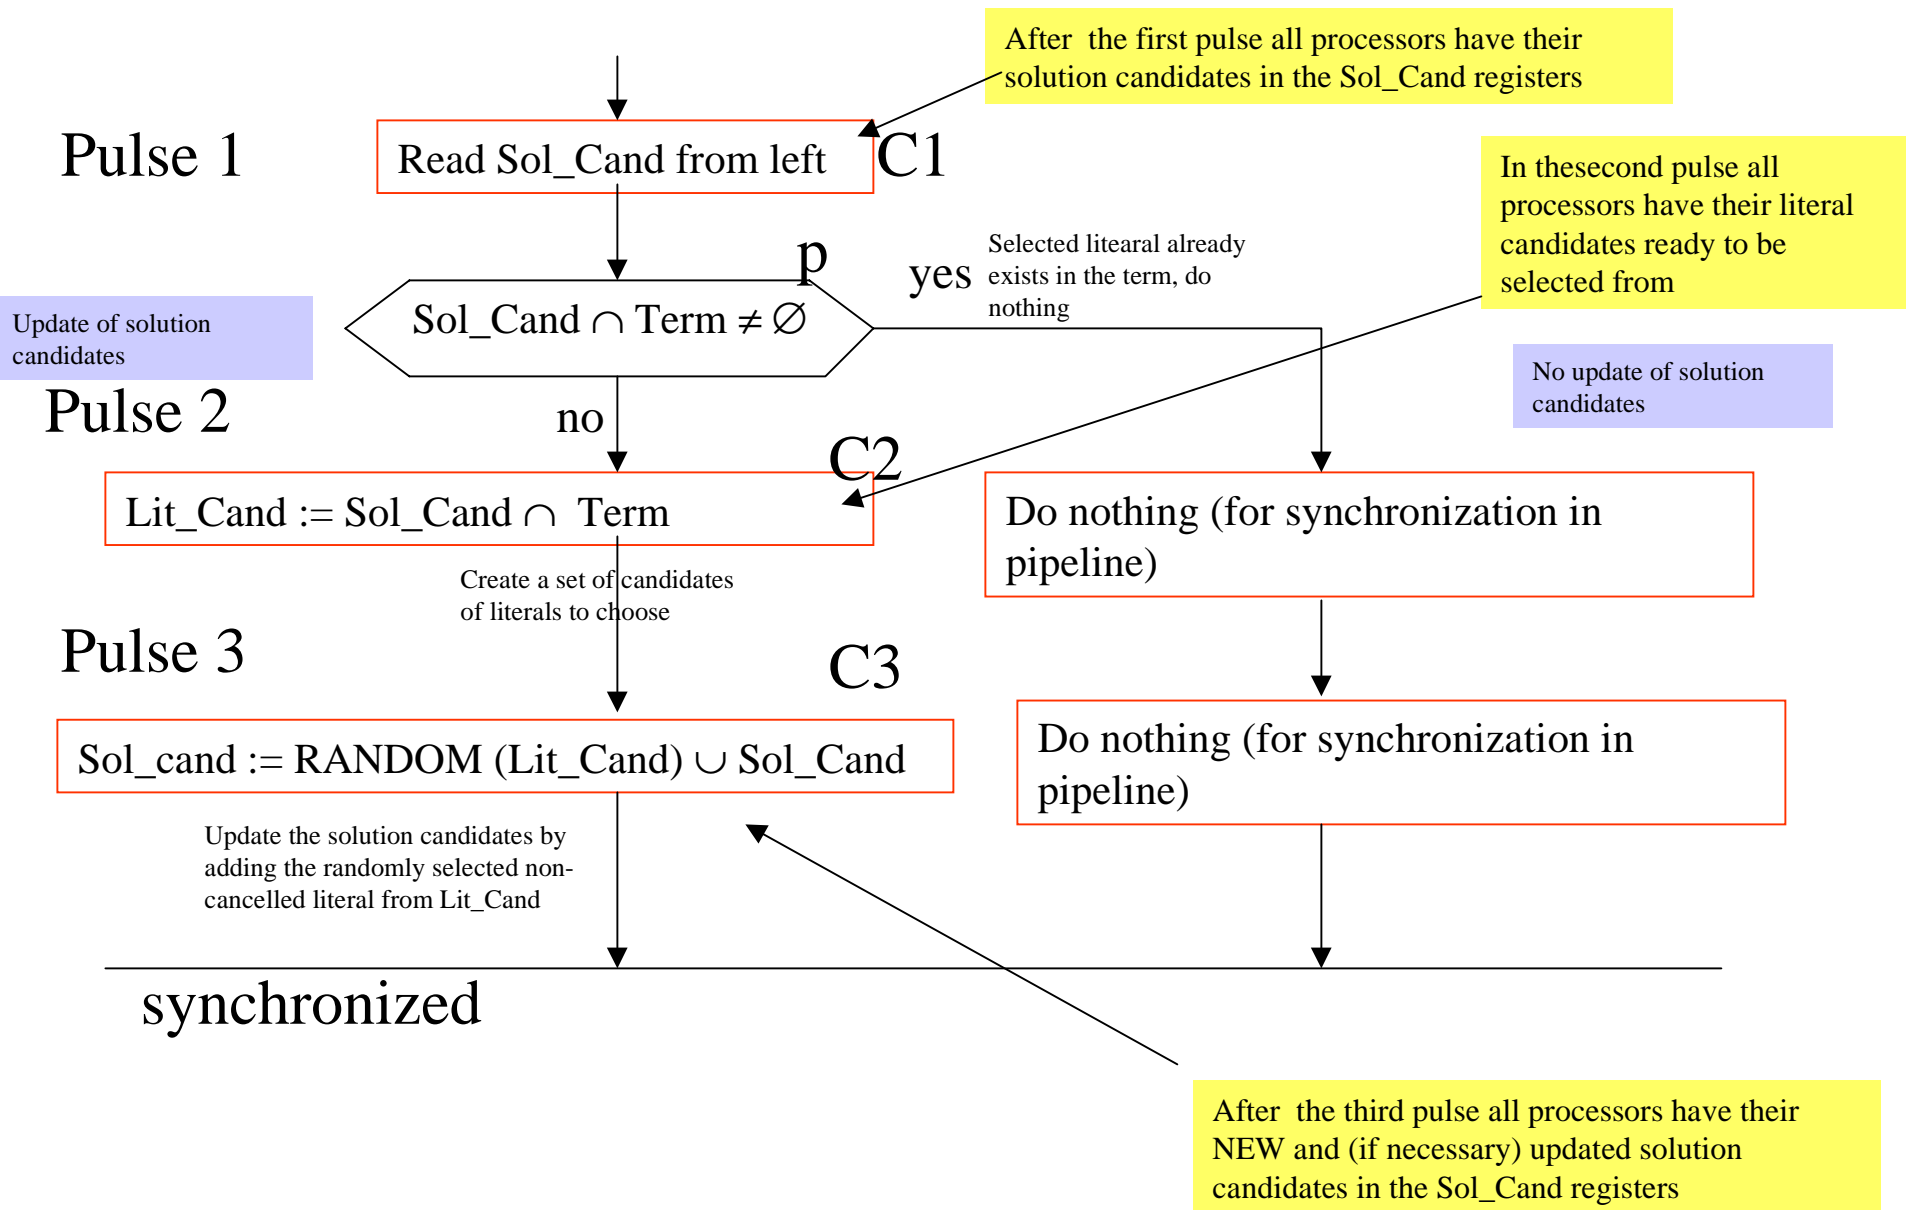 After  the first pulse all processors have their
solution candidates in the Sol_Cand registers
Pulse 1
Read Sol_Cand from left
C1
In thesecond pulse all
processors have their literal
candidates ready to be
selected from
p
yes
Selected litearal already
exists in the term, do
nothing
Update of solution
candidates
Sol_Cand ∩ Term ≠ ∅
No update of solution
candidates
Pulse 2
no
C2
Lit_Cand := Sol_Cand ∩  Term
Do nothing (for synchronization in
pipeline)
Create a set of candidates
of literals to choose
Pulse 3
C3
Sol_cand := RANDOM (Lit_Cand) ∪ Sol_Cand
Do nothing (for synchronization in
pipeline)
Update the solution candidates by
adding the randomly selected non-
cancelled literal from Lit_Cand
synchronized
After  the third pulse all processors have their
NEW and (if necessary) updated solution
candidates in the Sol_Cand registers